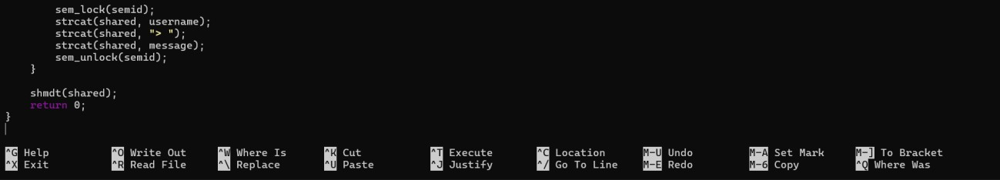 sem_lock(semid);
        strcat(shared, username);
        strcat(shared, "> ");
        strcat(shared, message);
        sem_unlock(semid);
    }

    shmdt(shared);
    return 0;
}
^G Help ^O Write Out ^W Where Is ^K Cut ^T Execute ^C Location M-U Undo M-A Set Mark M-] To Bracket
^X Exit ^R Read File ^\ Replace ^U Paste ^J Justify ^/ Go To Line M-E Redo M-6 Copy ^Q Where Was